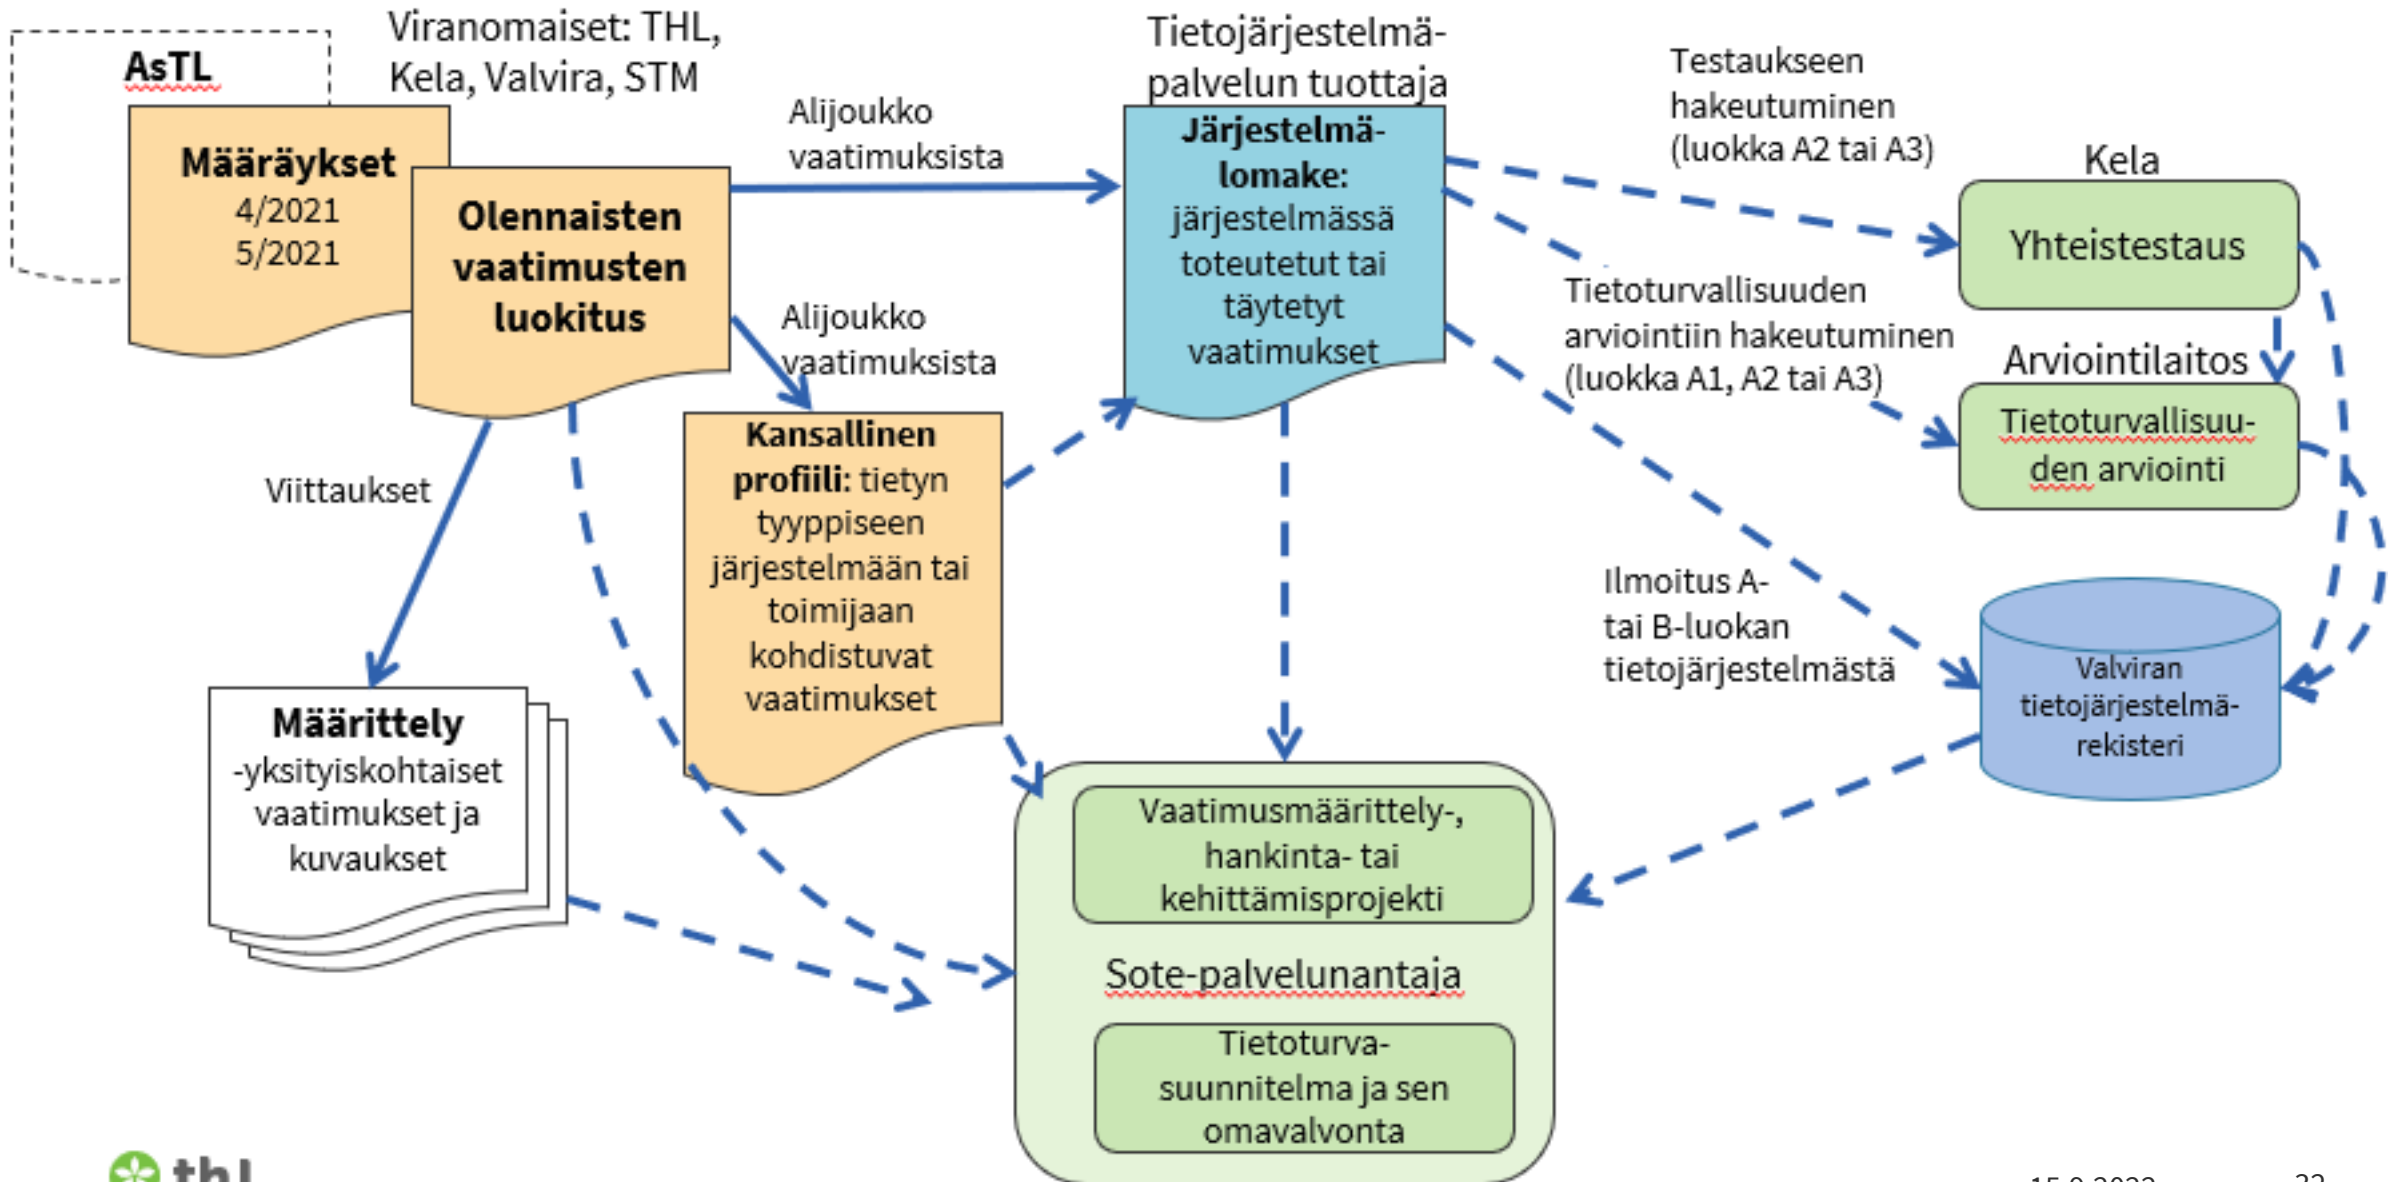 AsTL
Viranomaiset: THL,
Kela, Valvira, STM
Määräykset
4/2021
5/2021
Olennaisten
vaatimusten
luokitus
Alijoukko
vaatimuksista
Alijoukko
vaatimuksista
Viittaukset
Määrittely
-yksityiskohtaiset
vaatimukset ja
kuvaukset
Kansallinen
profiili: tietyn
tyyppiseen
järjestelmään tai
toimijaan
kohdistuvat
vaatimukset
Tietojärjestelmä-
palvelun tuottaja
Järjestelmä-
lomake:
järjestelmässä
toteutetut tai
täytetyt
vaatimukset
Testaukseen
hakeutuminen
(luokka A2 tai A3)
Kela
Yhteistestaus
Tietoturvallisuuden
arviointiin hakeutuminen
(luokka A1, A2 tai A3)
Arviointilaitos
Tietoturvallisuu-
den arviointi
Ilmoitus A-
tai B-luokan
tietojärjestelmästä
Valviran
tietojärjestelmä-
rekisteri
Vaatimusmäärittely-,
hankinta- tai
kehittämisprojekti
Sote-palvelunantaja
Tietoturva-
suunnitelma ja sen
omavalvonta
thl